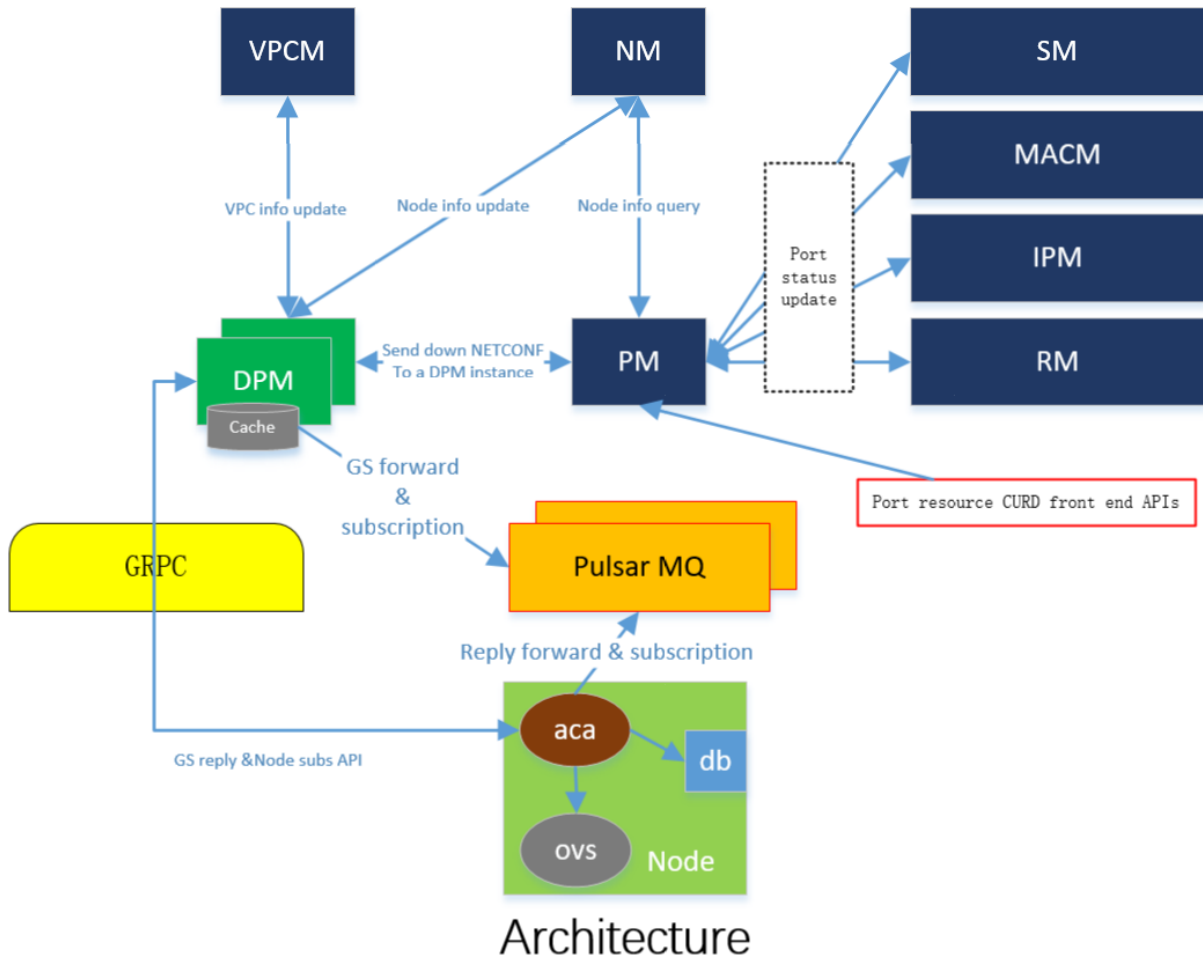 VPCM
NM
SM
MACM
VPC info update
Node info update
Node info query
Port
status
update
IPM
DPM
Cache
Send down NETCONF
To a DPM instance
PM
RM
GS forward
&
subscription
Port resource CURD front end APIs
GRPC
Pulsar MQ
Reply forward & subscription
aca
db
GS reply &Node subs API
ovs
Node
Architecture